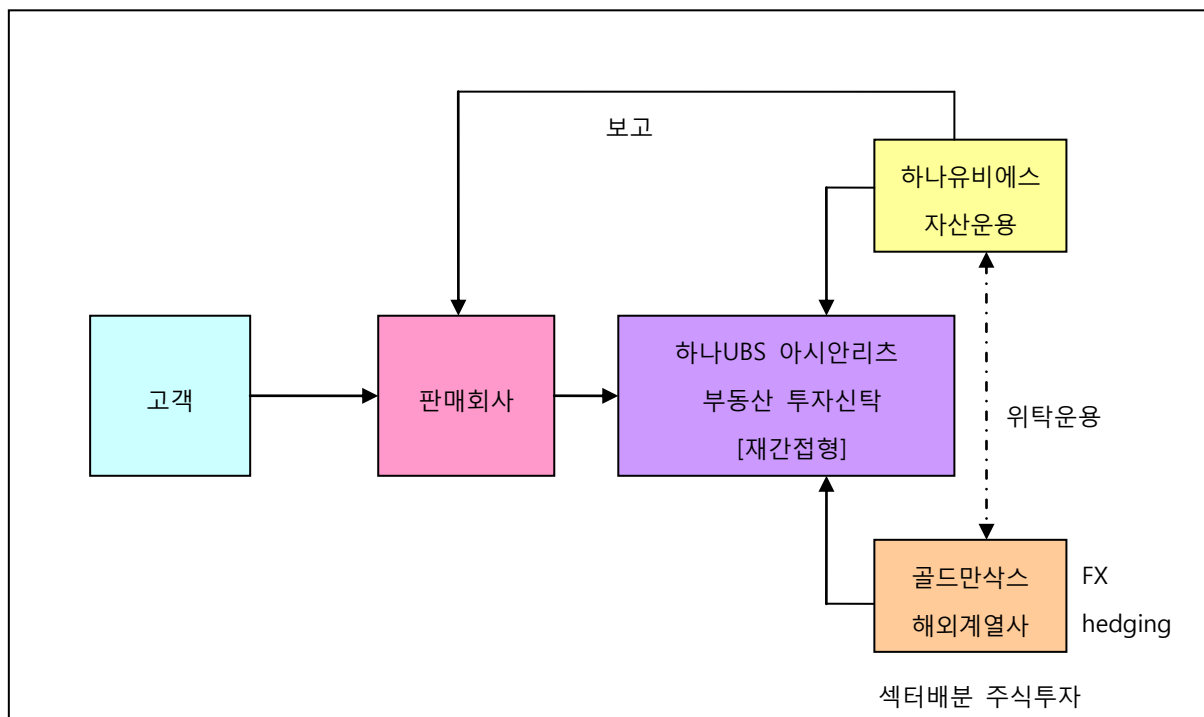 보고
하나유비에스
자산운용
고객
판매회사
하나UBS 아시안리츠
부동산 투자신탁
[재간접형]
위탁운용
골드만삭스
해외계열사
FX
hedging
섹터배분 주식투자